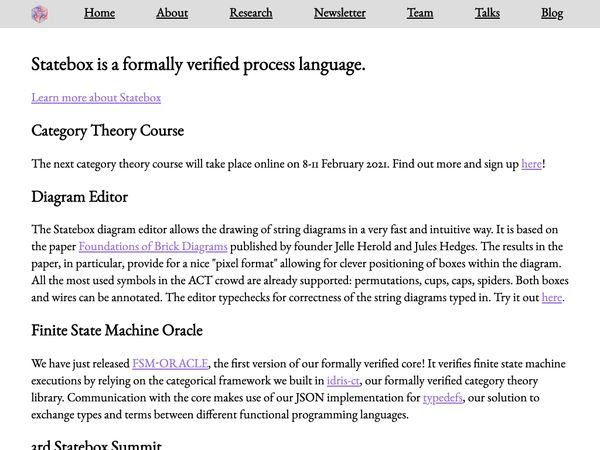 Home About Research Newsletter Team Talks Blog
Statebox is a formally verified process language.
Learn more about Statebox
Category Theory Course
The next category theory course will take place online on 8-11 February 2021. Find out more and sign up here!
Diagram Editor
The Statebox diagram editor allows the drawing of string diagrams in a very fast and intuitive way. It is based on
the paper Foundations of Brick Diagrams published by founder Jelle Herold and Jules Hedges. The results in the
paper, in particular, provide for a nice "pixel format" allowing for clever positioning of boxes within the diagram.
All the most used symbols in the ACT crowd are already supported: permutations, cups, caps, spiders. Both boxes
and wires can be annotated. The editor typechecks for correctness of the string diagrams typed in. Try it out here.
Finite State Machine Oracle
We have just released FSM-ORACLE, the first version of our formally verified core! It verifies finite state machine
executions by relying on the categorical framework we built in idris-ct, our formally verified category theory
library. Communication with the core makes use of our JSON implementation for typedefs, our solution to
exchange types and terms between different functional programming languages.
3rd Statebox Summit